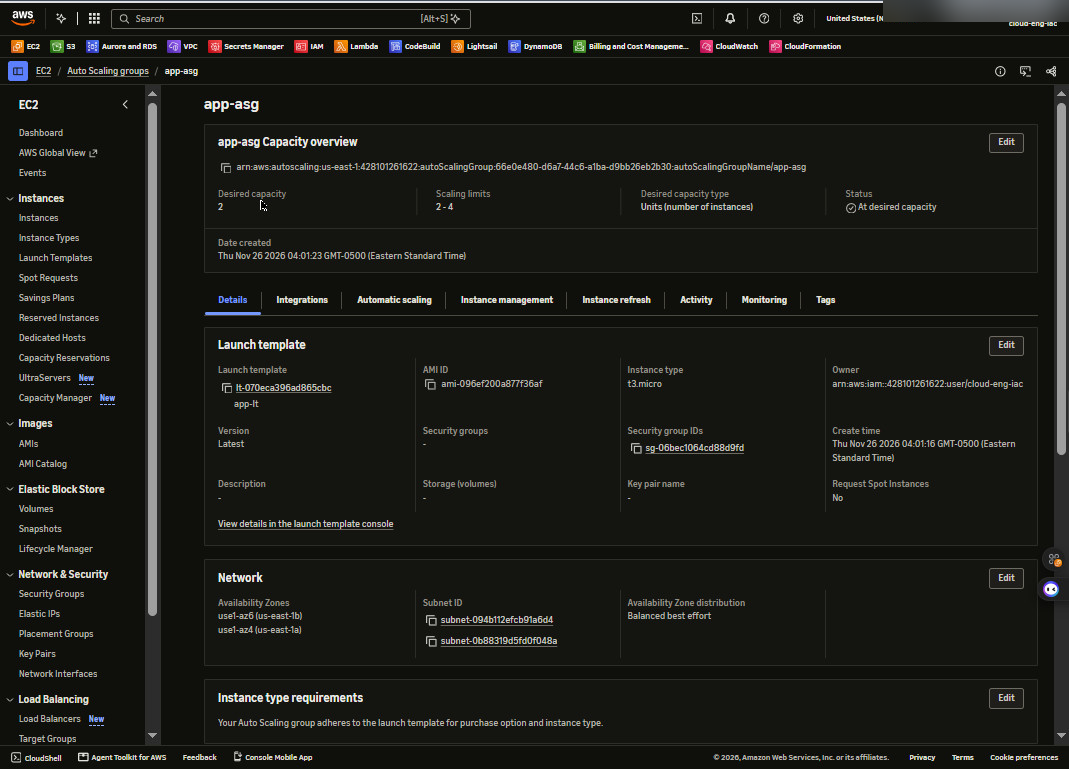 aws
Search [Alt+S]
United States (N
cloud-eng-iac
EC2 S3 Aurora and RDS VPC Secrets Manager IAM Lambda CodeBuild Lightsail DynamoDB Billing and Cost Manageme... CloudWatch CloudFormation
EC2 / Auto Scaling groups / app-asg
EC2
Dashboard
AWS Global View
Events
Instances
Instances
Instance Types
Launch Templates
Spot Requests
Savings Plans
Reserved Instances
Dedicated Hosts
Capacity Reservations
UltraServers New
Capacity Manager New
Images
AMIs
AMI Catalog
Elastic Block Store
Volumes
Snapshots
Lifecycle Manager
Network & Security
Security Groups
Elastic IPs
Placement Groups
Key Pairs
Network Interfaces
Load Balancing
Load Balancers New
Target Groups
app-asg
app-asg Capacity overview
Edit
arn:aws:autoscaling:us-east-1:428101261622:autoScalingGroup:66e0e480-d6a7-44c6-a1ba-d9bb26eb2b30:autoScalingGroupName/app-asg
Desired capacity Scaling limits Desired capacity type Status
2 2 - 4 Units (number of instances) At desired capacity
Date created
Thu Nov 26 2026 04:01:23 GMT-0500 (Eastern Standard Time)
Details Integrations Automatic scaling Instance management Instance refresh Activity Monitoring Tags
Launch template
Edit
Launch template AMI ID Instance type Owner
lt-070eca396ad865cbc ami-096ef200a877f36af t3.micro arn:aws:iam::428101261622:user/cloud-eng-iac
app-lt
Version Security groups Security group IDs Create time
Latest - sg-06bec1064cd88d9fd Thu Nov 26 2026 04:01:16 GMT-0500 (Eastern
Standard Time)
Description Storage (volumes) Key pair name Request Spot Instances
- - - No
View details in the launch template console
Network
Edit
Availability Zones Subnet ID Availability Zone distribution
use1-az6 (us-east-1b) subnet-094b112efcb91a6d4 Balanced best effort
use1-az4 (us-east-1a) subnet-0b88319d5fd0f048a
Instance type requirements
Edit
Your Auto Scaling group adheres to the launch template for purchase option and instance type.
CloudShell Agent Toolkit for AWS Feedback Console Mobile App © 2026, Amazon Web Services, Inc. or its affiliates. Privacy Terms Cookie preferences